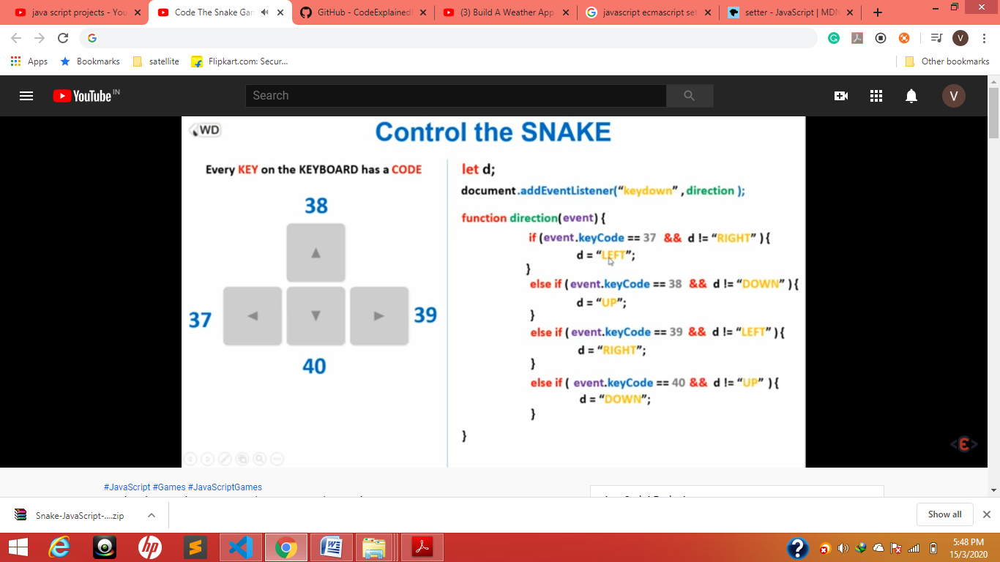 java script projects - You
Code The Snake Gam
GitHub - CodeExplained
(3) Build A Weather App
javascript ecmascript set
setter - JavaScript | MDN
V
Apps
Bookmarks
satellite
Flipkart.com: Secur...
Other bookmarks
YouTube IN
Search
V
WD
Control the SNAKE
Every KEY on the KEYBOARD has a CODE
38
37
39
40
let d;
document.addEventListener(“keydown” , direction );
function direction(event) {
if (event.keyCode == 37 && d != “RIGHT” ) {
d = “LEFT”;
}
else if ( event.keyCode == 38 && d != “DOWN” ) {
d = “UP”;
}
else if ( event.keyCode == 39 && d != “LEFT” ) {
d = “RIGHT”;
}
else if ( event.keyCode == 40 && d != “UP” ) {
d = “DOWN”;
}
}
<E>
#JavaScript #Games #JavaScriptGames
Snake-JavaScript-....zip
Show all
5:48 PM
15/3/2020